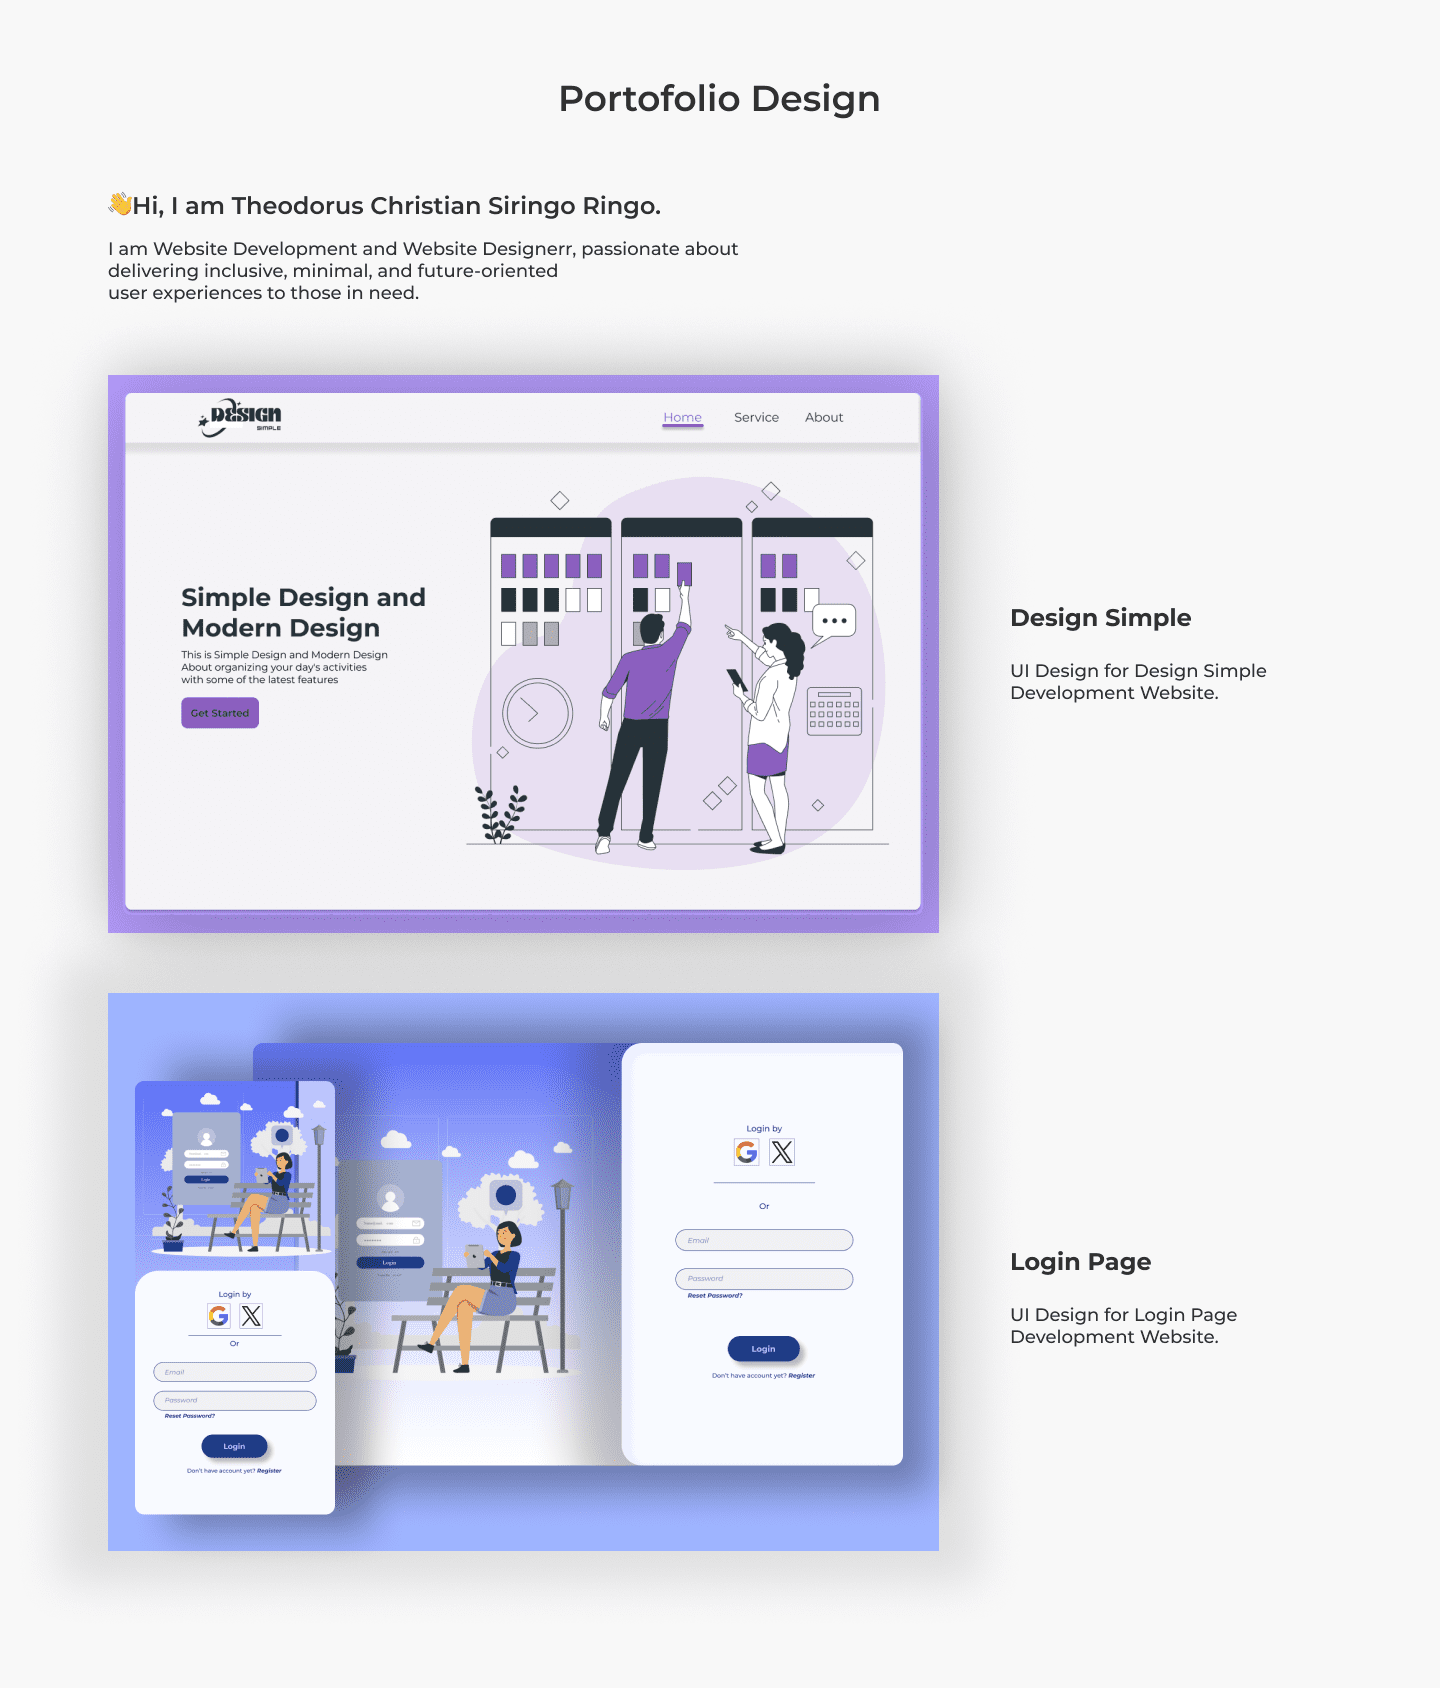 Portofolio Design
👋Hi, I am Theodorus Christian Siringo Ringo.
I am Website Development and Website Designerr, passionate about
delivering inclusive, minimal, and future-oriented
user experiences to those in need.
DESIGN
SIMPLE
Home Service About
Simple Design and
Modern Design
This is Simple Design and Modern Design
About organizing your day's activities
with some of the latest features
Get Started
Design Simple
UI Design for Design Simple
Development Website.
Login
Login by
Or
Email
Password
Reset Password?
Login
Don't have account yet? Register
Login
Login by
Or
Email
Password
Reset Password?
Login
Don't have account yet? Register
Login Page
UI Design for Login Page
Development Website.